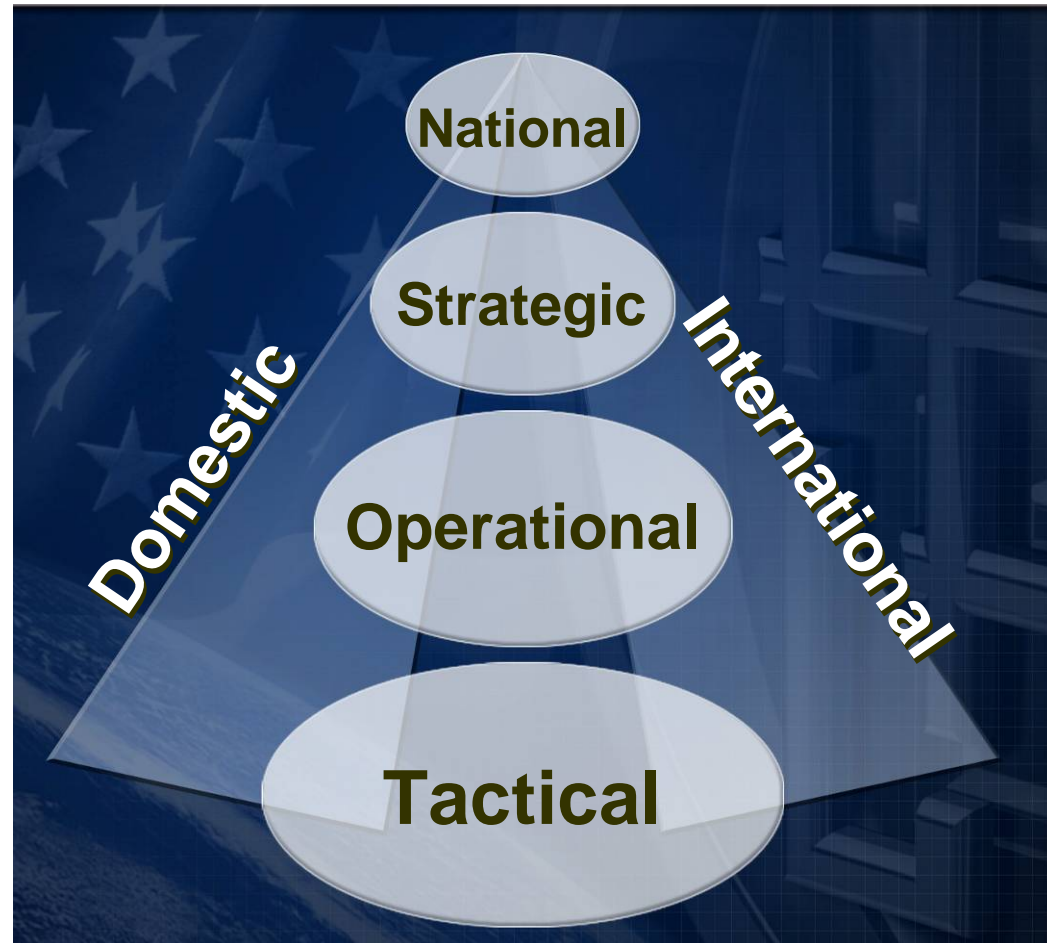 National
Strategic
Domestic
International
Operational
Tactical